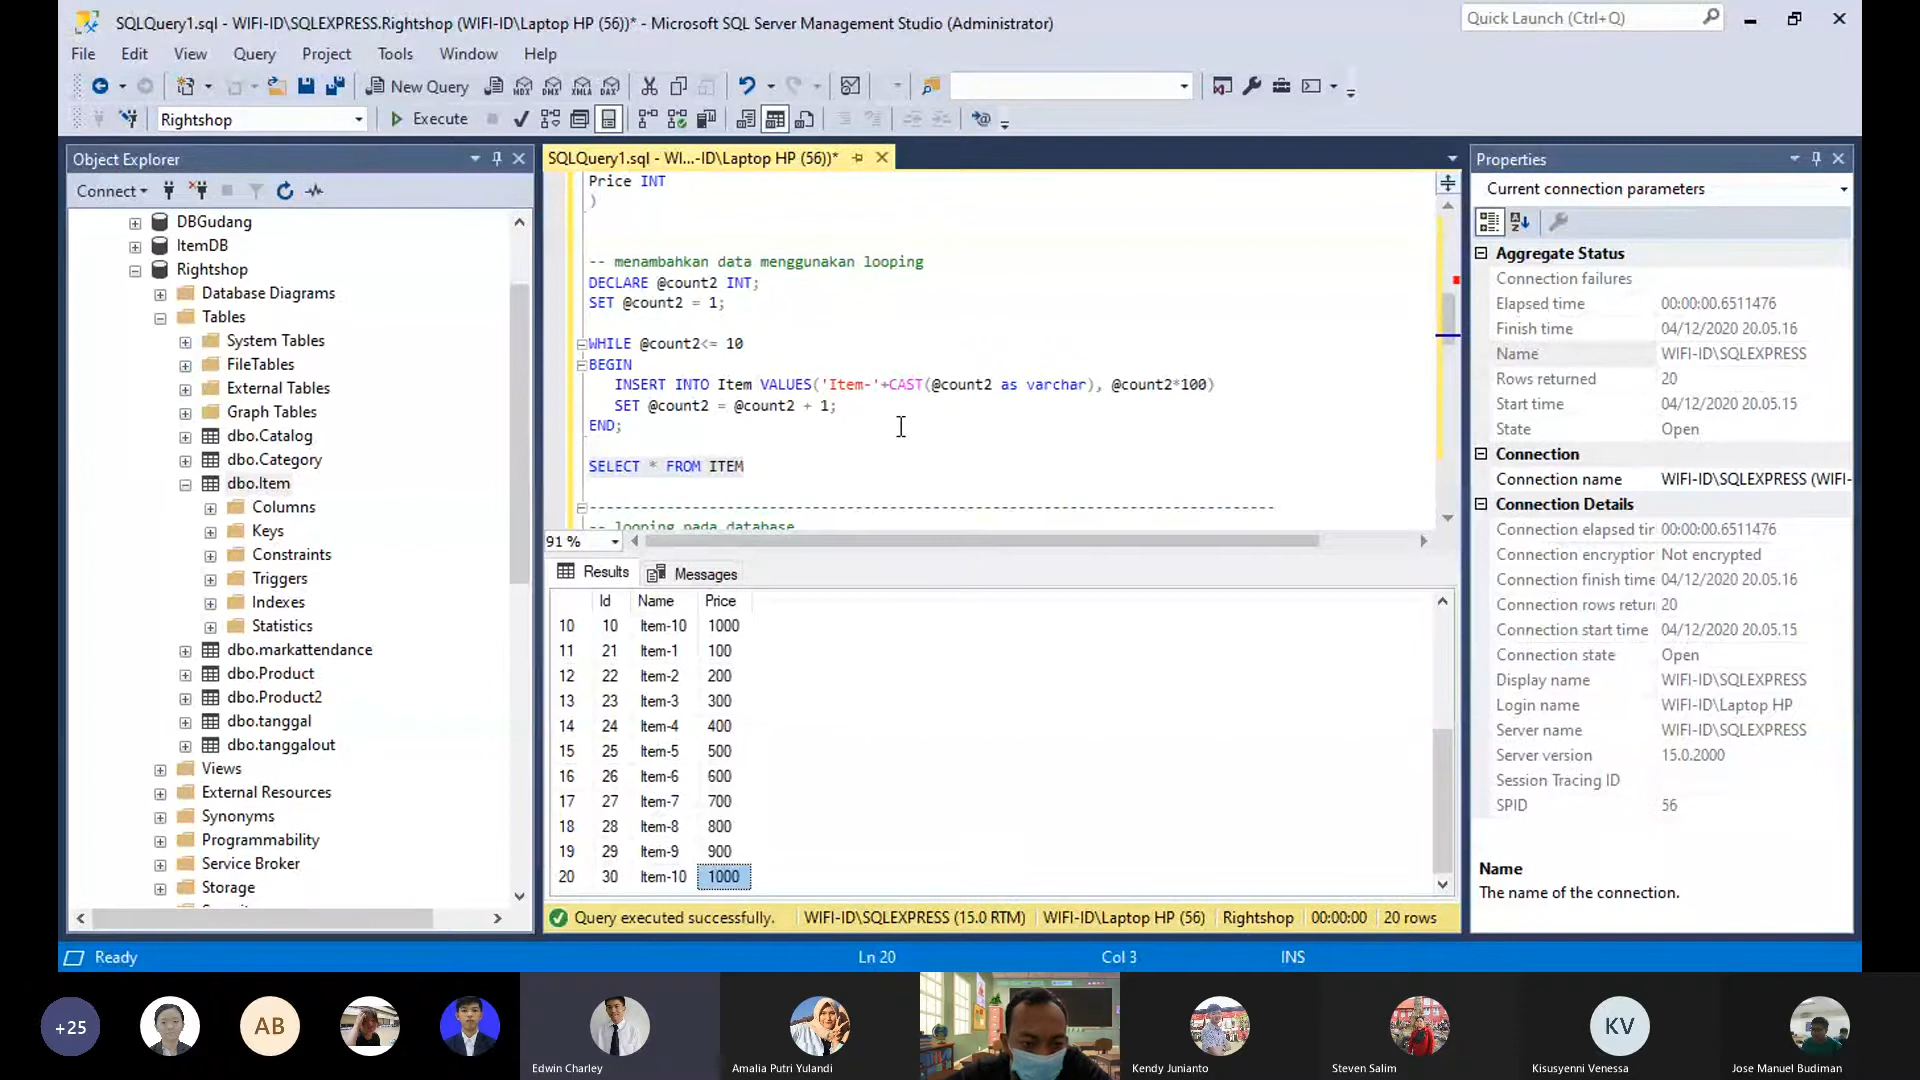 SQLQuery1.sql - WIFI-ID\SQLEXPRESS.Rightshop (WIFI-ID\Laptop HP (56))* - Microsoft SQL Server Management Studio (Administrator)
Quick Launch (Ctrl+Q)
File Edit View Query Project Tools Window Help
New Query
Rightshop
Execute
Object Explorer
Connect
DBGudang
ItemDB
Rightshop
Database Diagrams
Tables
System Tables
FileTables
External Tables
Graph Tables
dbo.Catalog
dbo.Category
dbo.Item
Columns
Keys
Constraints
Triggers
Indexes
Statistics
dbo.markattendance
dbo.Product
dbo.Product2
dbo.tanggal
dbo.tanggalout
Views
External Resources
Synonyms
Programmability
Service Broker
Storage
SQLQuery1.sql - WI...-ID\Laptop HP (56))*
Price INT
)
-- menambahkan data menggunakan looping
DECLARE @count2 INT;
SET @count2 = 1;
WHILE @count2<= 10
BEGIN
INSERT INTO Item VALUES('Item-'+CAST(@count2 as varchar), @count2*100)
SET @count2 = @count2 + 1;
END;
SELECT * FROM ITEM
--------------------------------------------------------------------------------
-- looping pada database
91 %
Results Messages
Id Name Price
10 10 Item-10 1000
11 21 Item-1 100
12 22 Item-2 200
13 23 Item-3 300
14 24 Item-4 400
15 25 Item-5 500
16 26 Item-6 600
17 27 Item-7 700
18 28 Item-8 800
19 29 Item-9 900
20 30 Item-10 1000
Query executed successfully. WIFI-ID\SQLEXPRESS (15.0 RTM) WIFI-ID\Laptop HP (56) Rightshop 00:00:00 20 rows
Properties
Current connection parameters
Aggregate Status
Connection failures
Elapsed time 00:00:00.6511476
Finish time 04/12/2020 20.05.16
Name WIFI-ID\SQLEXPRESS
Rows returned 20
Start time 04/12/2020 20.05.15
State Open
Connection
Connection name WIFI-ID\SQLEXPRESS (WIFI-
Connection Details
Connection elapsed tir 00:00:00.6511476
Connection encryption Not encrypted
Connection finish time 04/12/2020 20.05.16
Connection rows returi 20
Connection start time 04/12/2020 20.05.15
Connection state Open
Display name WIFI-ID\SQLEXPRESS
Login name WIFI-ID\Laptop HP
Server name WIFI-ID\SQLEXPRESS
Server version 15.0.2000
Session Tracing ID
SPID 56
Name
The name of the connection.
Ready Ln 20 Col 3 INS
+25
AB
KV
Edwin Charley
Amalia Putri Yulandi
Kendy Junianto
Steven Salim
Kisusyenni Venessa
Jose Manuel Budiman